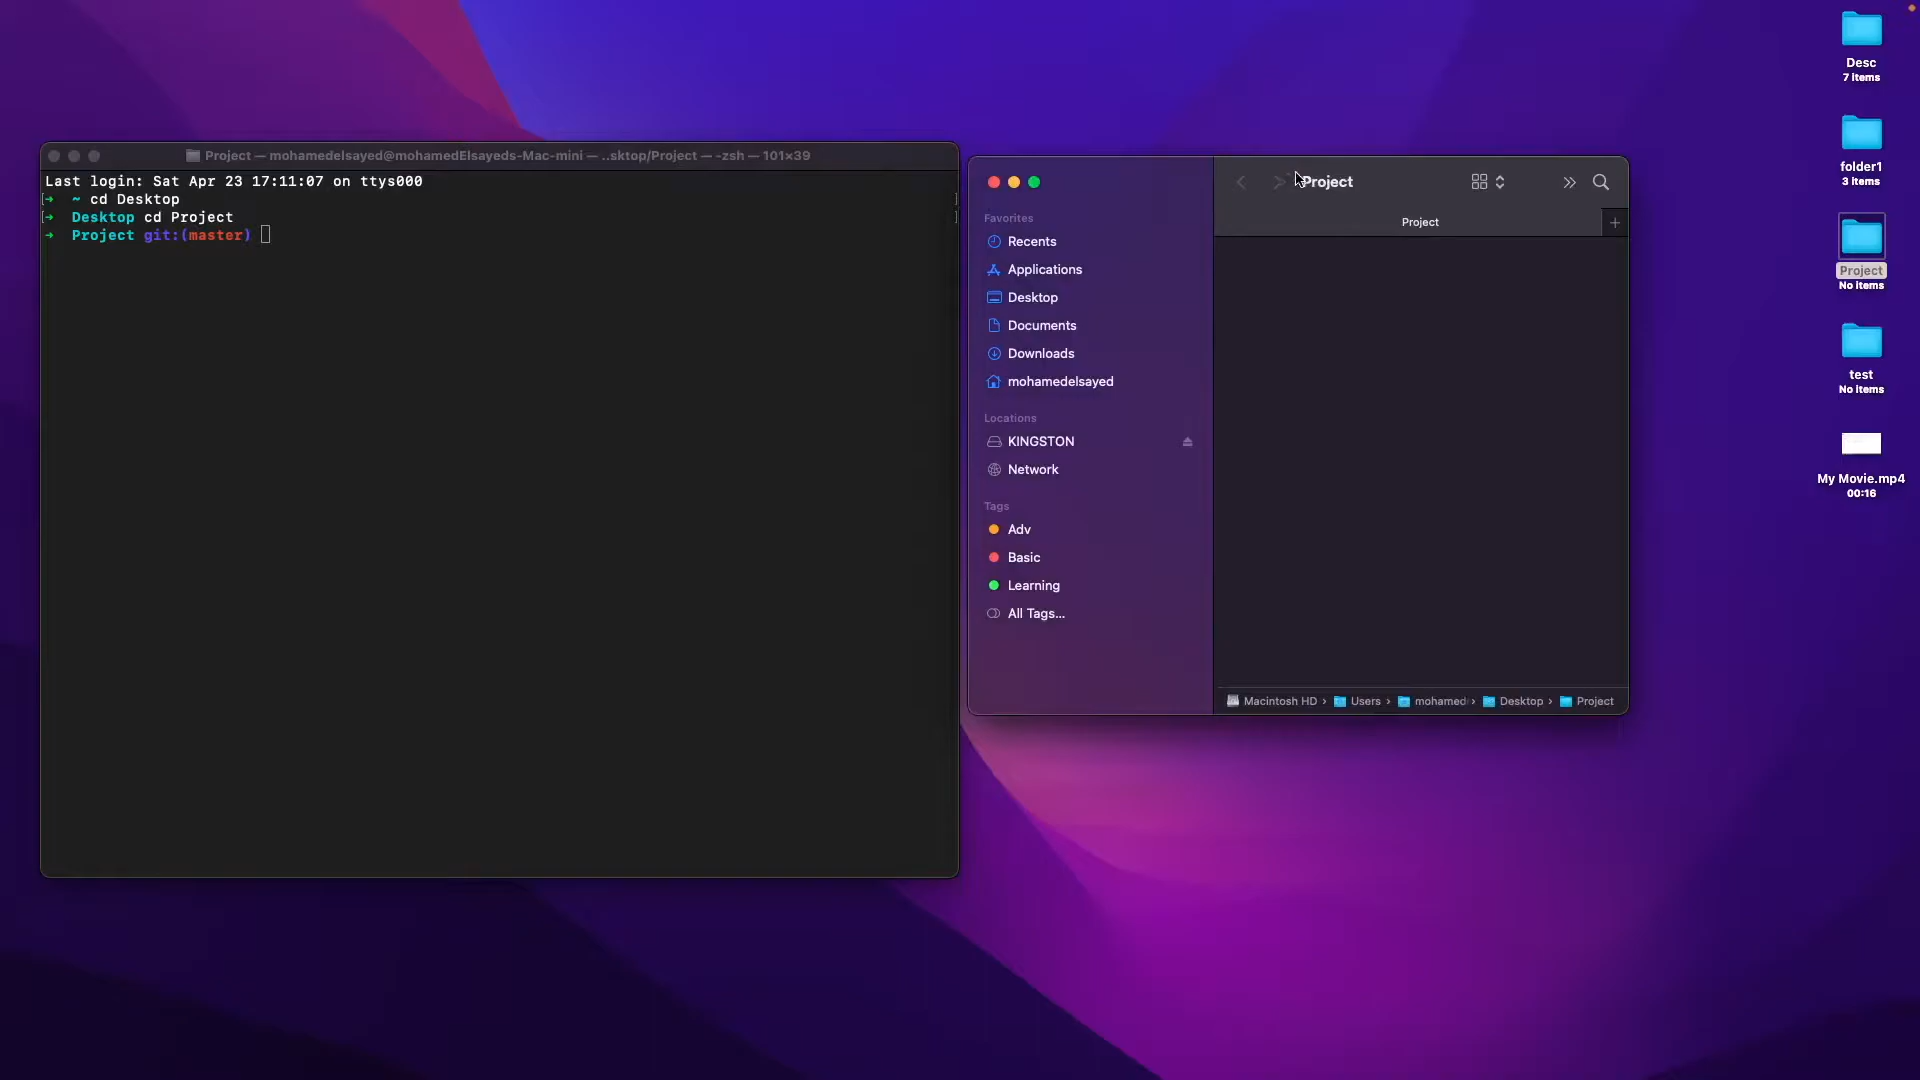 Project — mohamedelsayed@mohamedElsayeds-Mac-mini — ..sktop/Project — -zsh — 101×39
Last login: Sat Apr 23 17:11:07 on ttys000
[➜  ~ cd Desktop ]
[➜  Desktop cd Project ]
➜  Project git:(master)
Project
Project
Favorites
Recents
Applications
Desktop
Documents
Downloads
mohamedelsayed
Locations
KINGSTON
Network
Tags
Adv
Basic
Learning
All Tags...
Macintosh HD › Users › mohamed › Desktop › Project
Desc
7 items
folder1
3 items
Project
No items
test
No items
My Movie.mp4
00:16